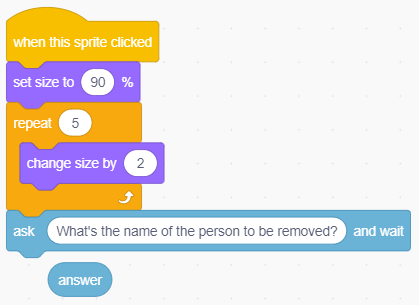 when this sprite clicked
set size to 90 %
repeat 5
change size by 2
ask What's the name of the person to be removed? and wait
answer